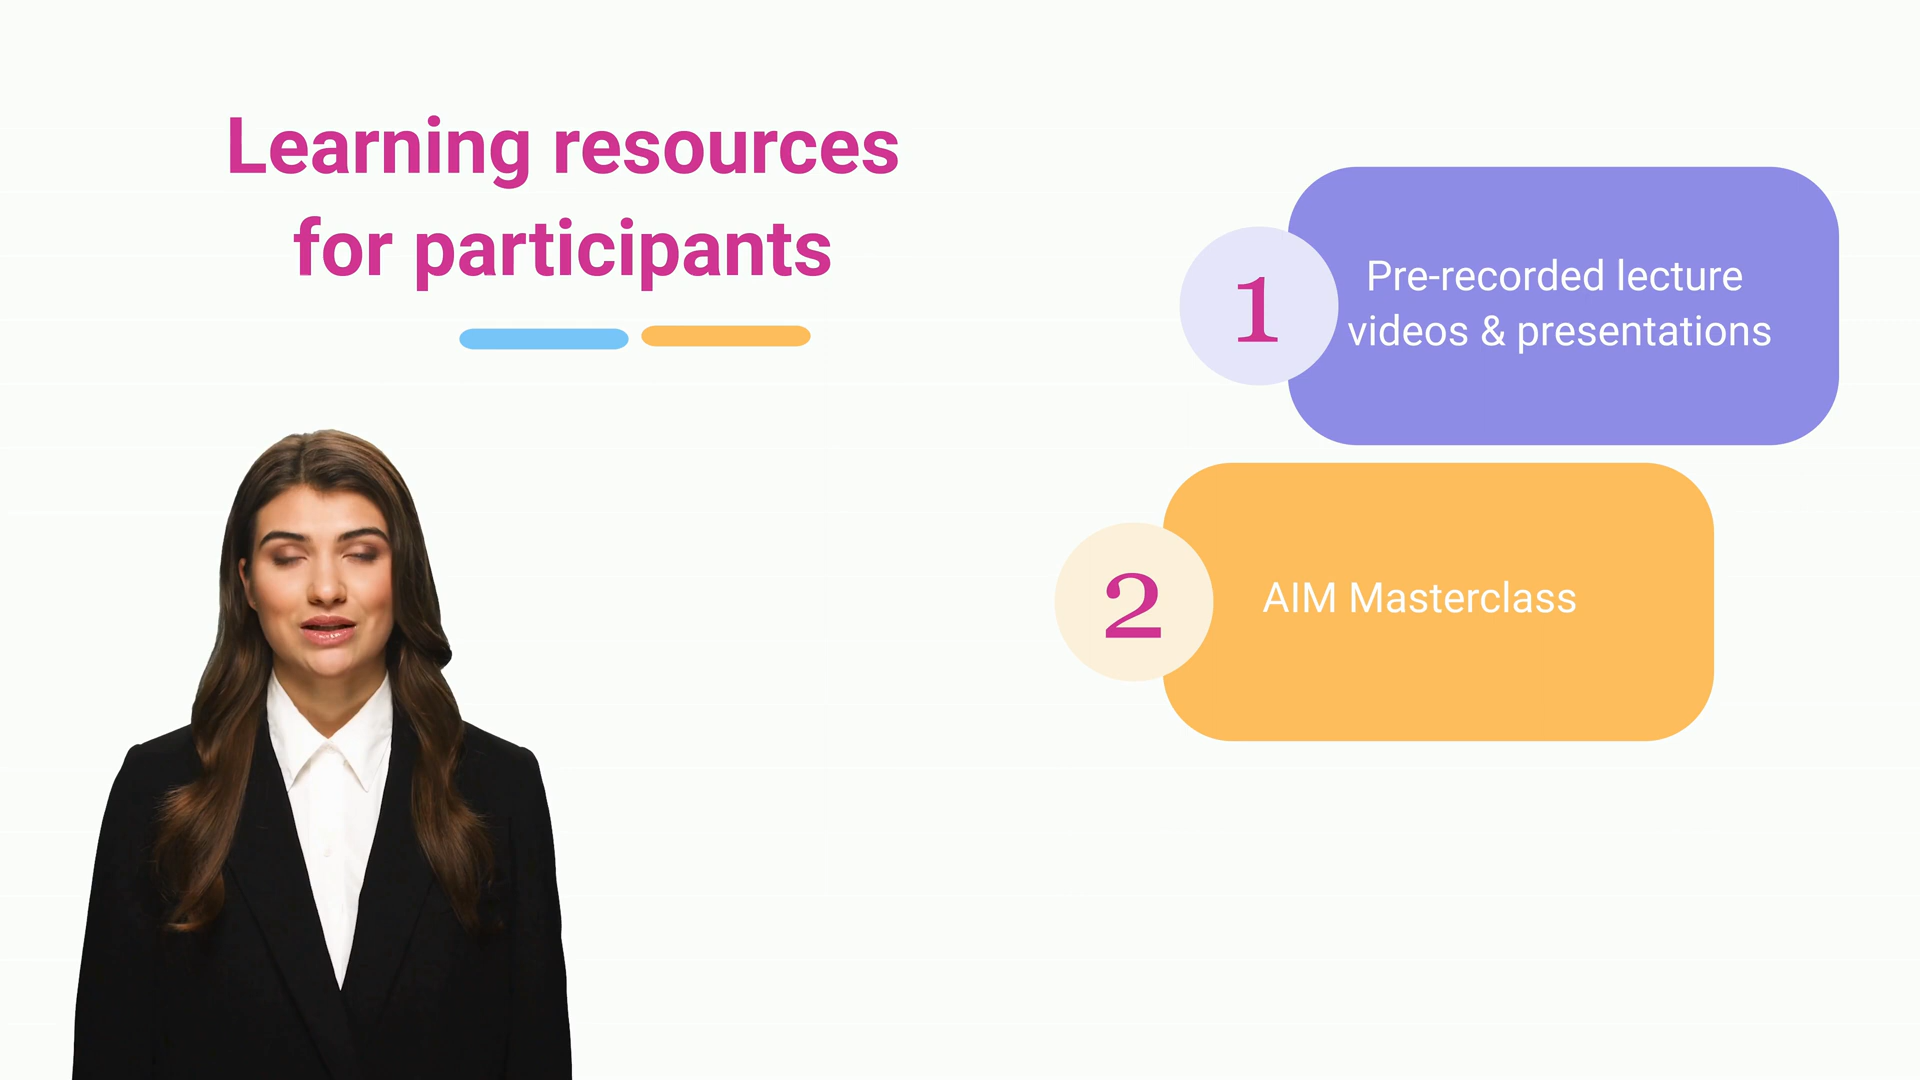 Learning resources
for participants
1
Pre-recorded lecture
videos & presentations
2
AIM Masterclass